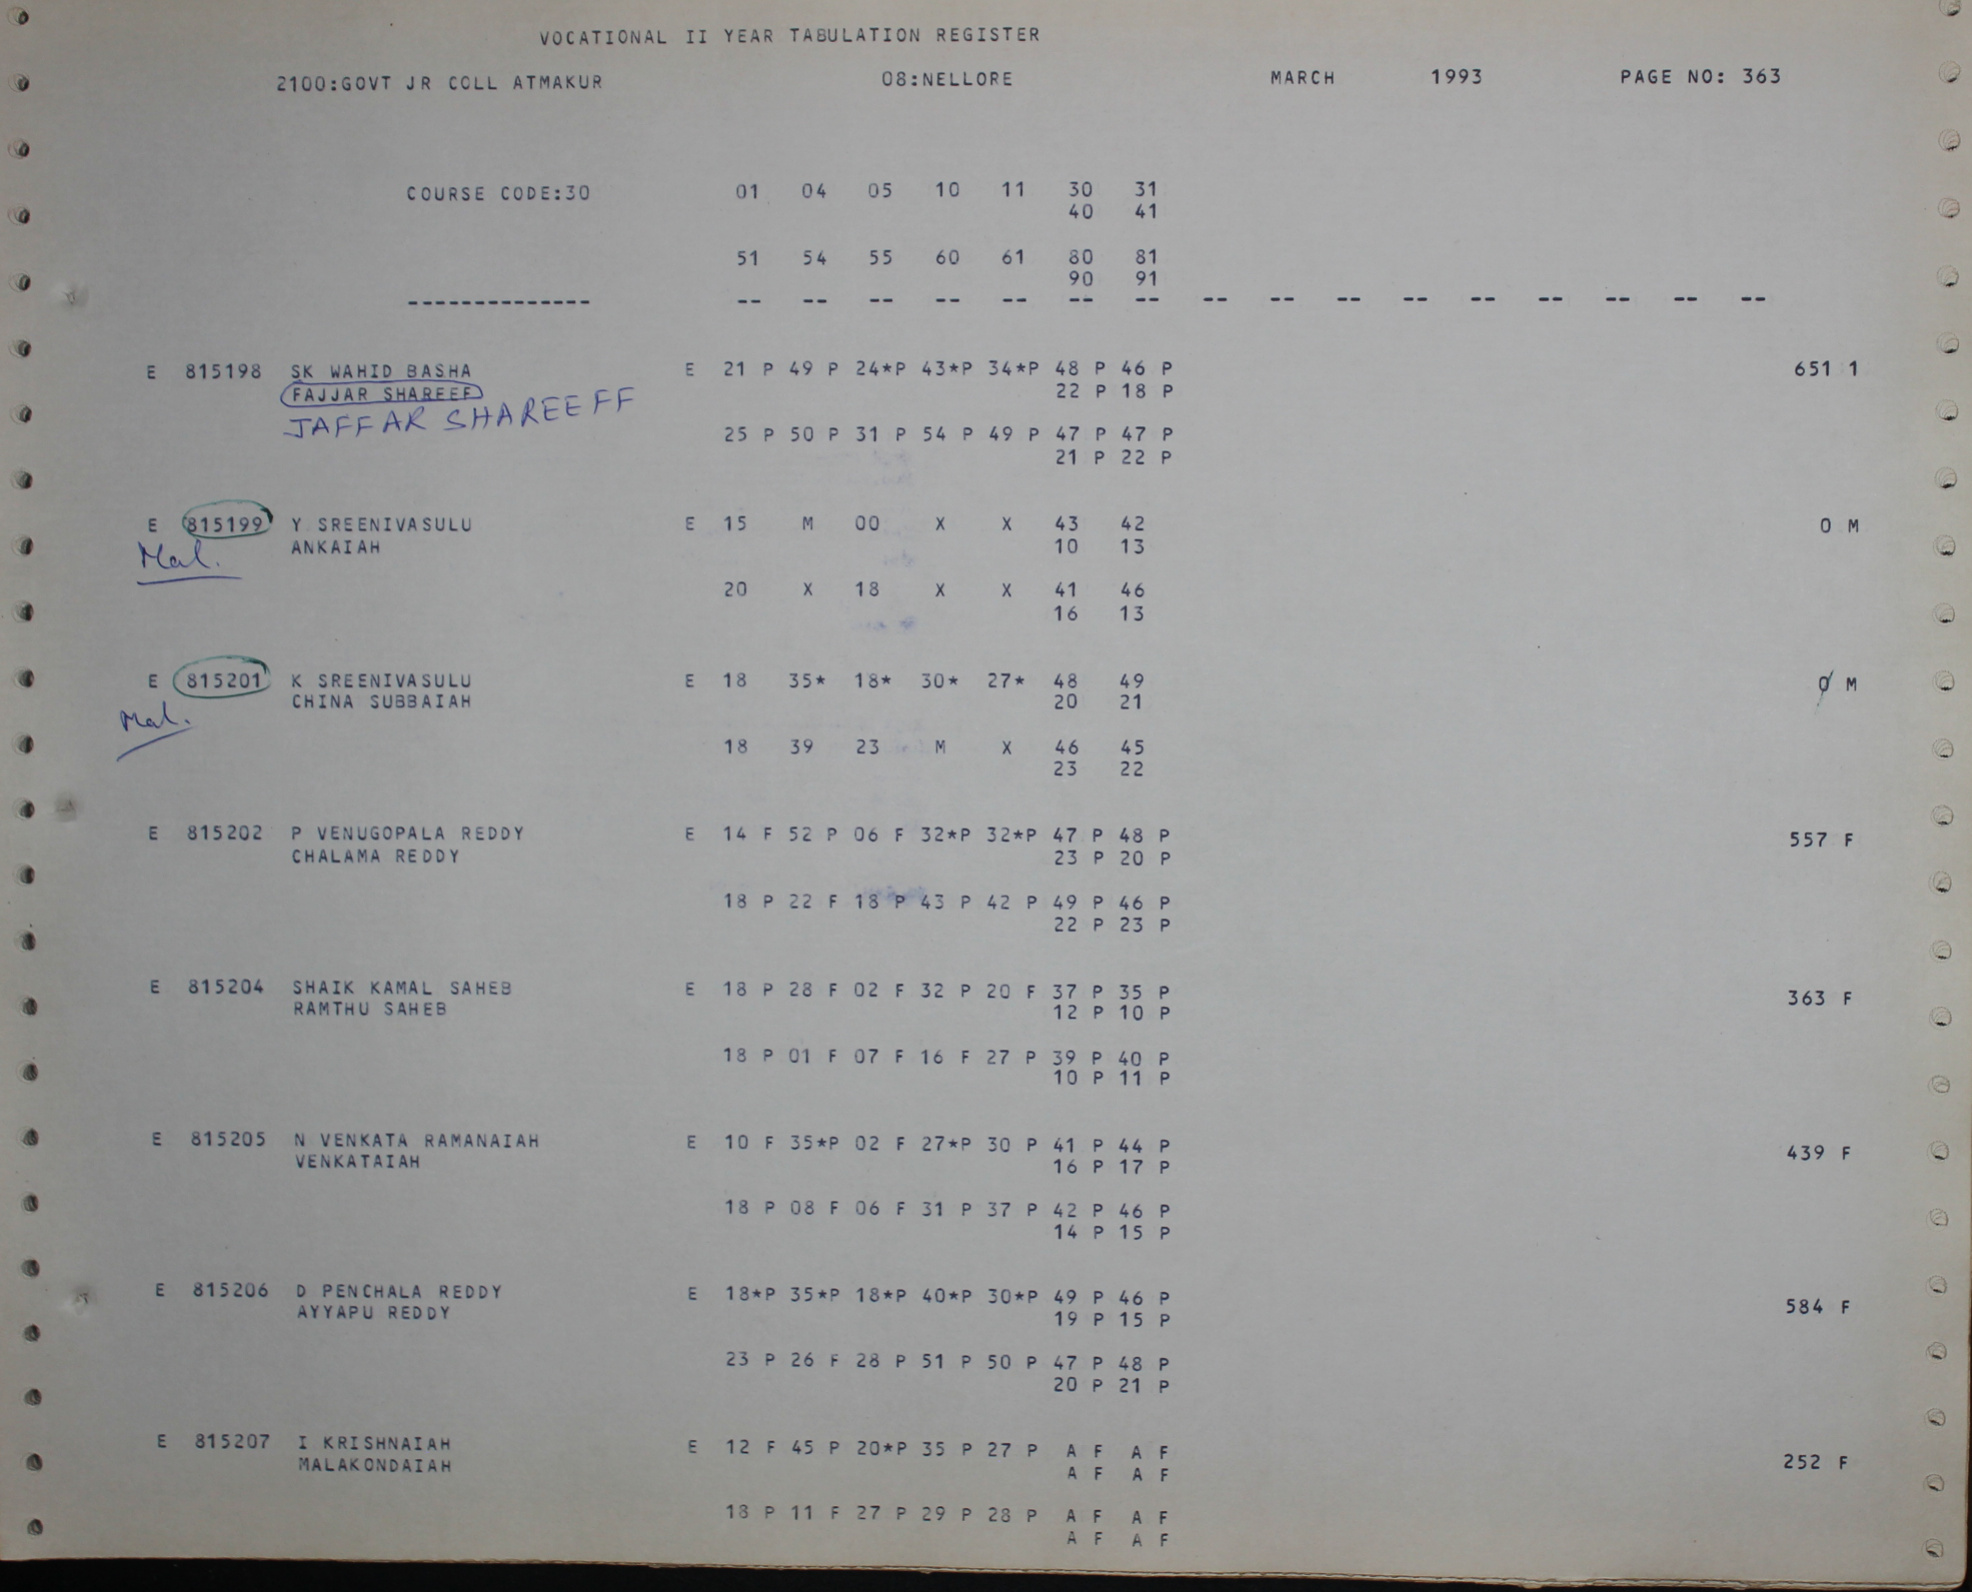 VOCATIONAL II YEAR TABULATION REGISTER
2100:GOVT JR COLL ATMAKUR 08:NELLORE MARCH 1993 PAGE NO: 363
COURSE CODE:30 01 04 05 10 11 30 31
40 41
51 54 55 60 61 80 81
90 91
-------------- -- -- -- -- -- -- -- -- -- -- -- -- -- -- -- --
E 815198 SK WAHID BASHA E 21 P 49 P 24*P 43*P 34*P 48 P 46 P 651 1
FAJJAR SHAREEF 22 P 18 P
JAFFAR SHAREEFF
25 P 50 P 31 P 54 P 49 P 47 P 47 P
21 P 22 P
E 815199 Y SREENIVASULU E 15 M 00 X X 43 42 0 M
Mal. ANKAIAH 10 13
20 X 18 X X 41 46
16 13
E 815201 K SREENIVASULU E 18 35* 18* 30* 27* 48 49 0 M
Mal. CHINA SUBBAIAH 20 21
18 39 23 M X 46 45
23 22
E 815202 P VENUGOPALA REDDY E 14 F 52 P 06 F 32*P 32*P 47 P 48 P 557 F
CHALAMA REDDY 23 P 20 P
18 P 22 F 18 P 43 P 42 P 49 P 46 P
22 P 23 P
E 815204 SHAIK KAMAL SAHEB E 18 P 28 F 02 F 32 P 20 F 37 P 35 P 363 F
RAMTHU SAHEB 12 P 10 P
18 P 01 F 07 F 16 F 27 P 39 P 40 P
10 P 11 P
E 815205 N VENKATA RAMANAIAH E 10 F 35*P 02 F 27*P 30 P 41 P 44 P 439 F
VENKATAIAH 16 P 17 P
18 P 08 F 06 F 31 P 37 P 42 P 46 P
14 P 15 P
E 815206 D PENCHALA REDDY E 18*P 35*P 18*P 40*P 30*P 49 P 46 P 584 F
AYYAPU REDDY 19 P 15 P
23 P 26 F 28 P 51 P 50 P 47 P 48 P
20 P 21 P
E 815207 I KRISHNAIAH E 12 F 45 P 20*P 35 P 27 P A F A F 252 F
MALAKONDAIAH A F A F
18 P 11 F 27 P 29 P 28 P A F A F
A F A F